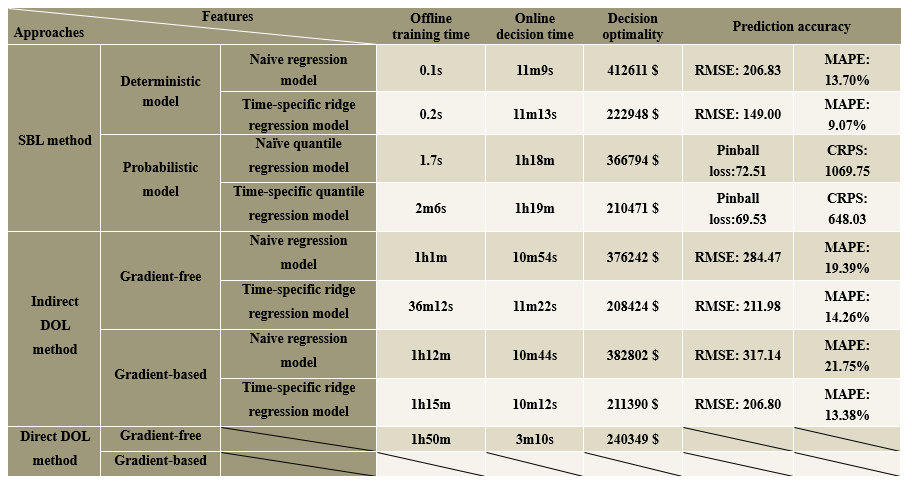 Features
Approaches
Offline training time
Online decision time
Decision optimality
Prediction accuracy
SBL method
Deterministic model
Naive regression model
0.1s
11m9s
412611 $
RMSE: 206.83
MAPE: 13.70%
Time-specific ridge regression model
0.2s
11m13s
222948 $
RMSE: 149.00
MAPE: 9.07%
Probabilistic model
Naïve quantile regression model
1.7s
1h18m
366794 $
Pinball loss:72.51
CRPS: 1069.75
Time-specific quantile regression model
2m6s
1h19m
210471 $
Pinball loss:69.53
CRPS: 648.03
Indirect DOL method
Gradient-free
Naive regression model
1h1m
10m54s
376242 $
RMSE: 284.47
MAPE: 19.39%
Time-specific ridge regression model
36m12s
11m22s
208424 $
RMSE: 211.98
MAPE: 14.26%
Gradient-based
Naive regression model
1h12m
10m44s
382802 $
RMSE: 317.14
MAPE: 21.75%
Time-specific ridge regression model
1h15m
10m12s
211390 $
RMSE: 206.80
MAPE: 13.38%
Direct DOL method
Gradient-free
1h50m
3m10s
240349 $
Gradient-based